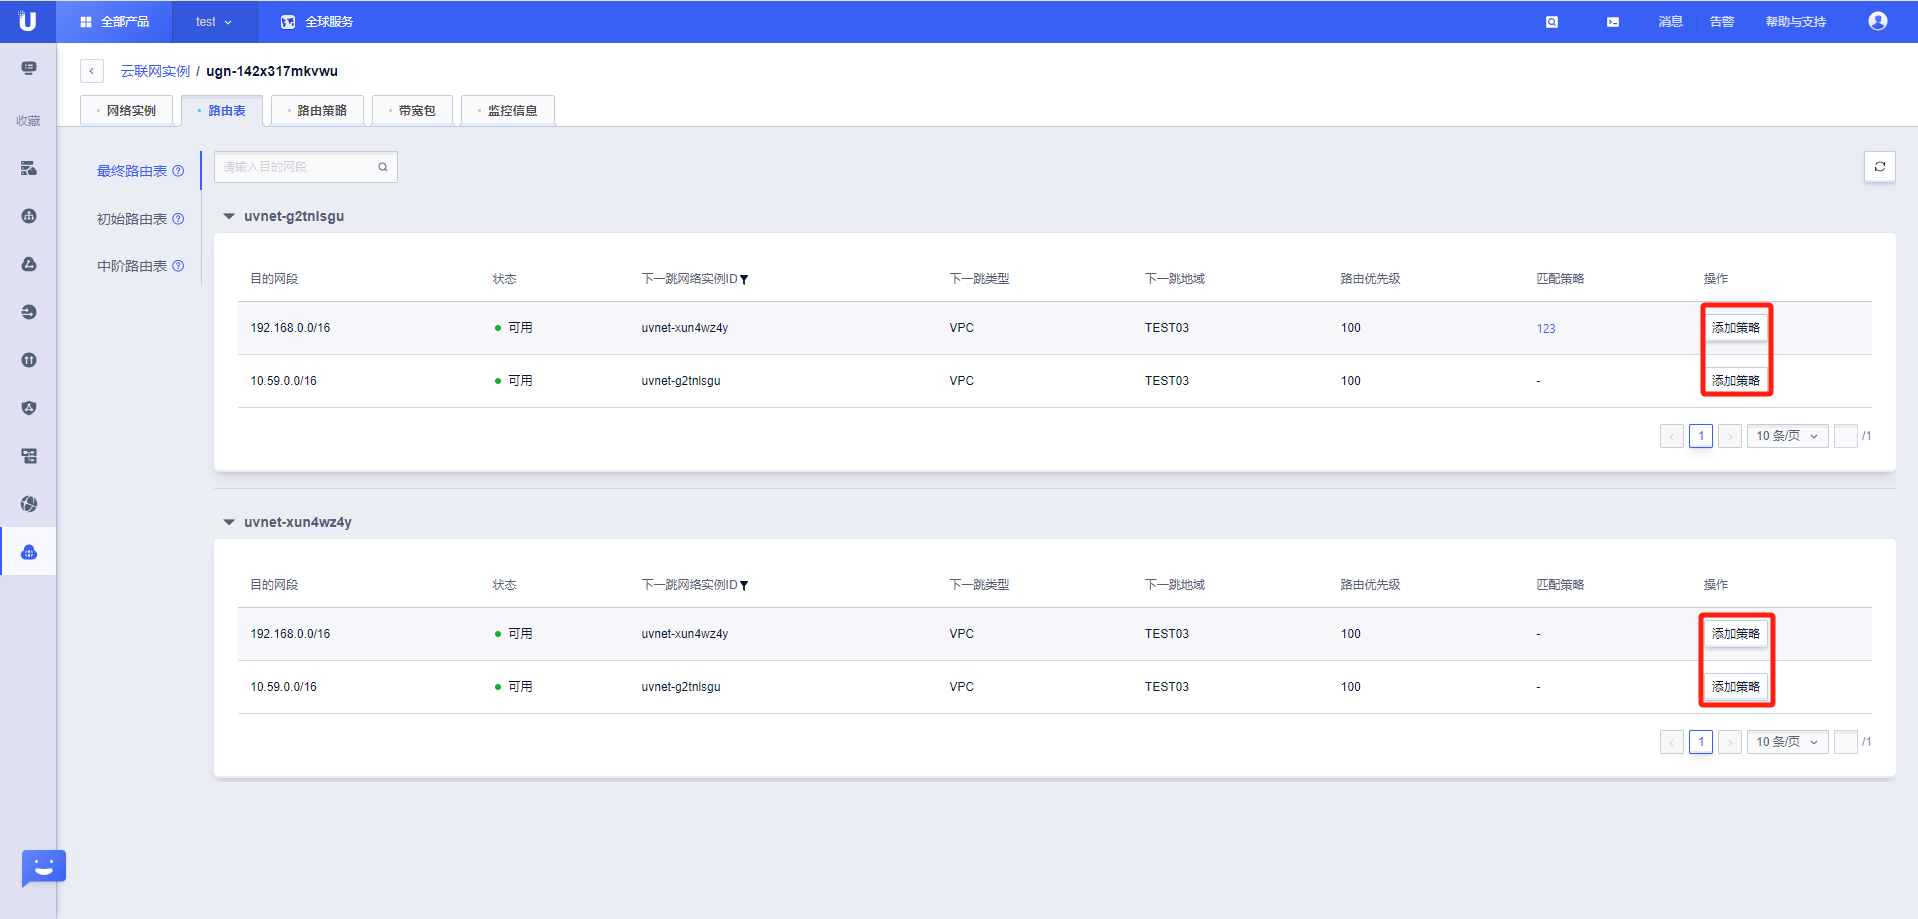 U 全部产品 test 全球服务 消息 告警 帮助与支持
云联网实例 / ugn-142x317mkvwu
网络实例 路由表 路由策略 带宽包 监控信息
收藏
最终路由表 请输入目的网段
初始路由表
中阶路由表
uvnet-g2tnlsgu
目的网段 状态 下一跳网络实例ID 下一跳类型 下一跳地域 路由优先级 匹配策略 操作
192.168.0.0/16 可用 uvnet-xun4wz4y VPC TEST03 100 123 添加策略
10.59.0.0/16 可用 uvnet-g2tnlsgu VPC TEST03 100 - 添加策略
1 10 条/页 /1
uvnet-xun4wz4y
目的网段 状态 下一跳网络实例ID 下一跳类型 下一跳地域 路由优先级 匹配策略 操作
192.168.0.0/16 可用 uvnet-xun4wz4y VPC TEST03 100 - 添加策略
10.59.0.0/16 可用 uvnet-g2tnlsgu VPC TEST03 100 - 添加策略
1 10 条/页 /1